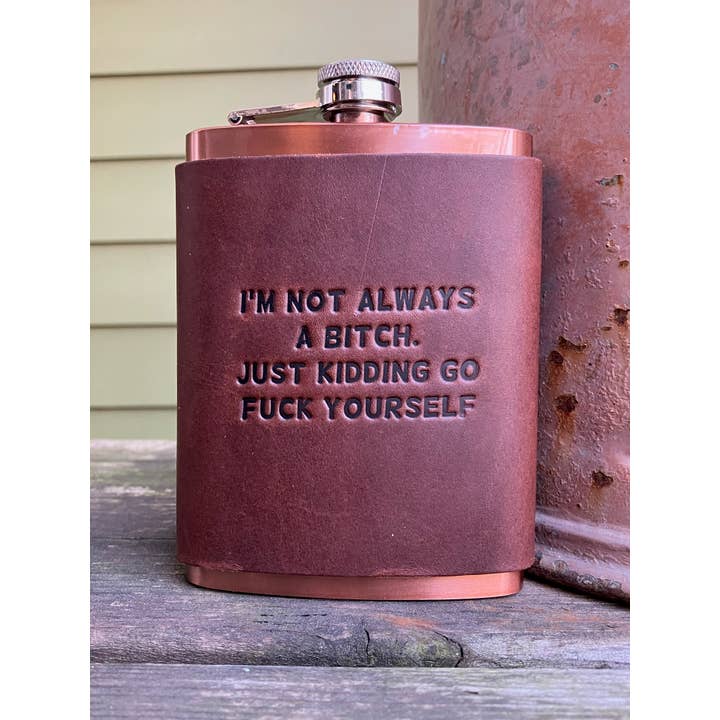 I'M NOT ALWAYS
A BITCH.
JUST KIDDING GO
FUCK YOURSELF